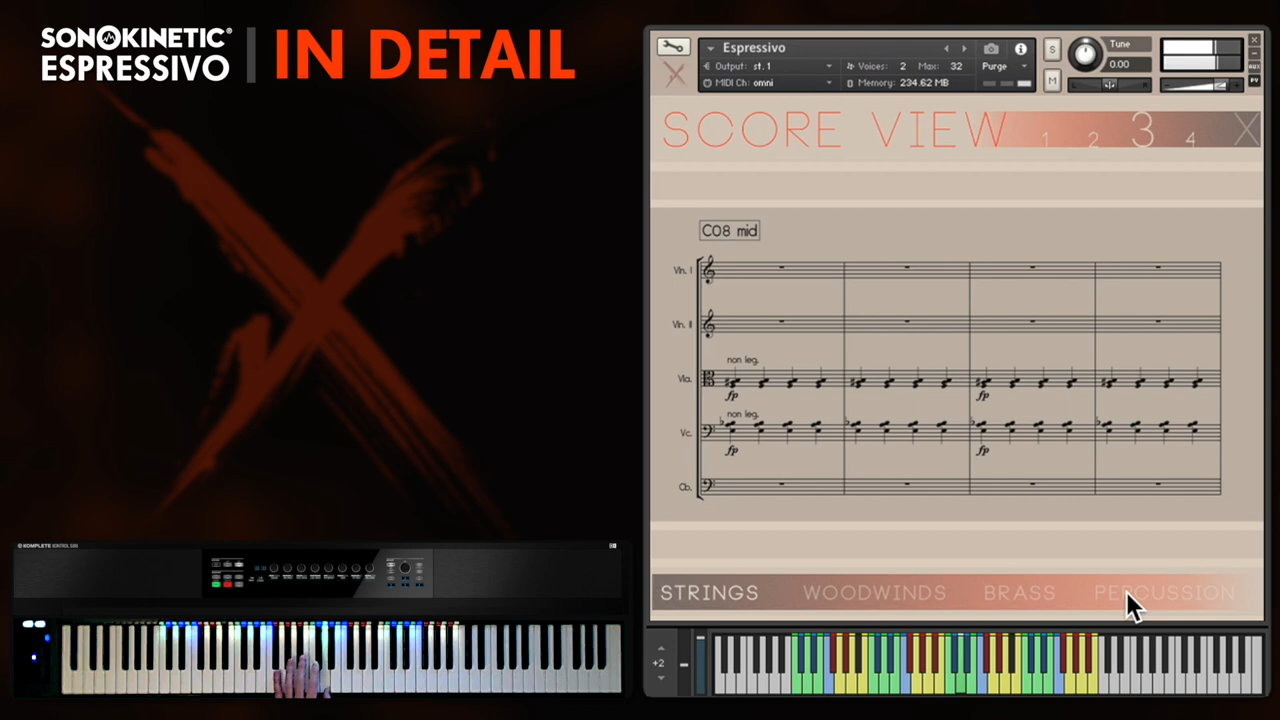 SONOKINETIC®
ESPRESSIVO
IN DETAIL
Espressivo
Output: st. 1
Voices: 2 Max: 32
Purge
MIDI Ch: omni
Memory: 234.62 MB
S
M
Tune
0.00
L R
AUX
PV
SCORE VIEW 1 2 3 4 X
C08 mid
Vln. I
Vln. II
non leg.
Vla.
fp fp
non leg.
Vc.
fp fp
Cb.
STRINGS WOODWINDS BRASS PERCUSSION
KOMPLETE KONTROL S88
+2